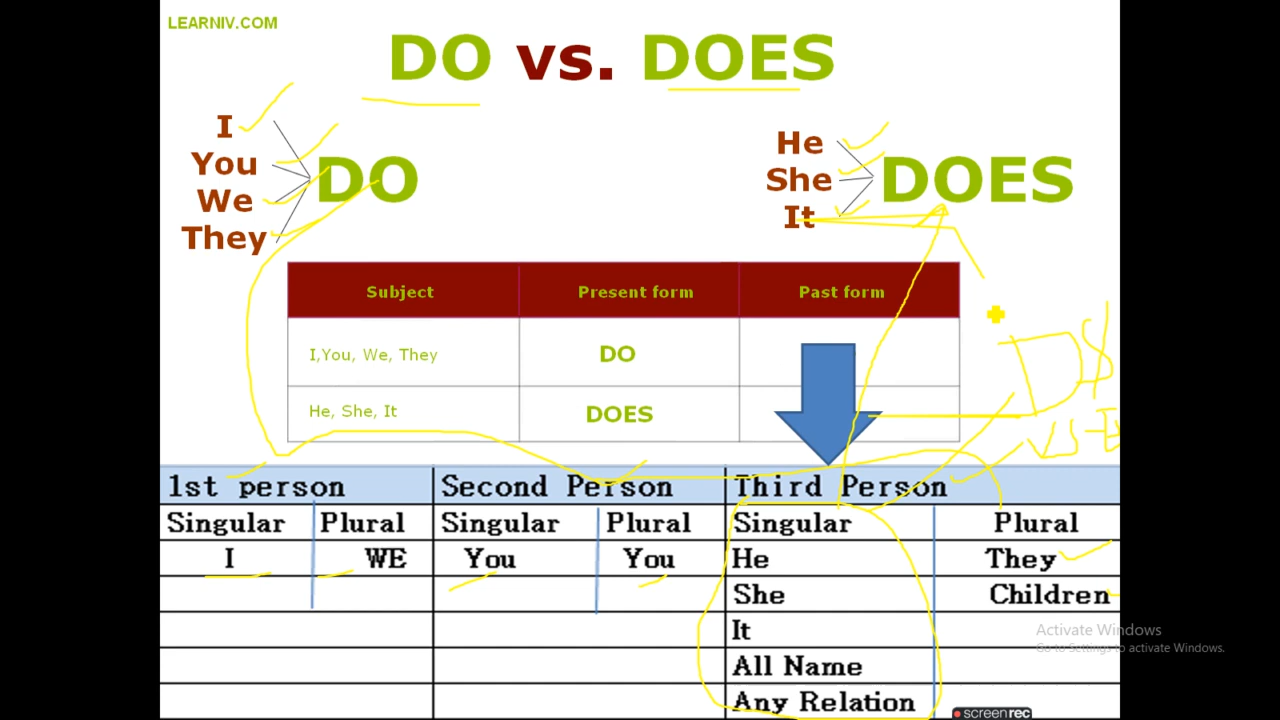 LEARNIV.COM
DO vs. DOES
I
You
We
They
DO
He
She
It
DOES
Subject Present form Past form
I,You, We, They DO
He, She, It DOES
1st person Second Person Third Person
Singular Plural Singular Plural Singular Plural
I WE You You He They
She Children
It
All Name
Any Relation
Activate Windows
Go to Settings to activate Windows.
screenrec